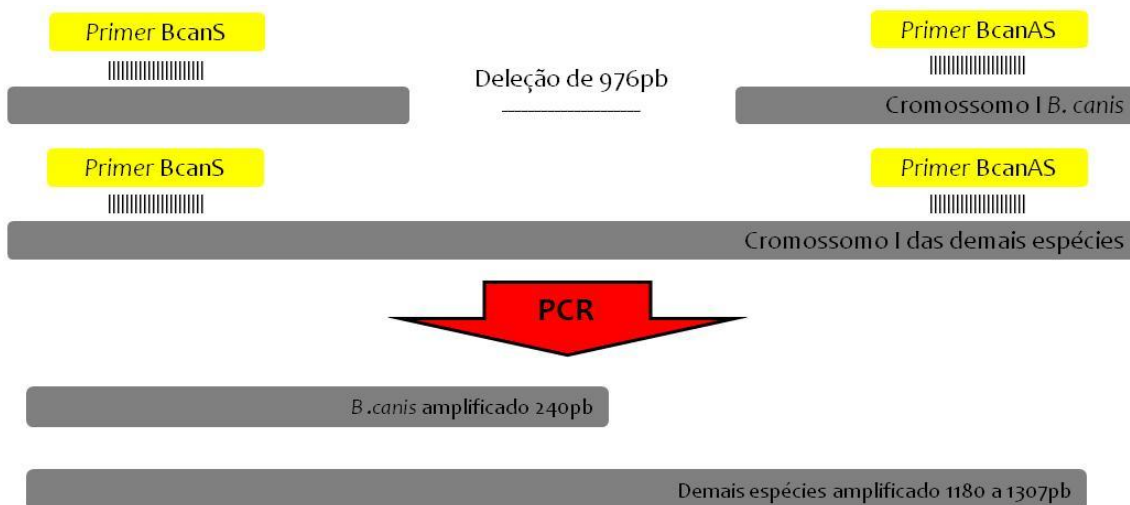 Primer BcanS
Primer BcanAS
Deleção de 976pb
Cromossomo I B. canis
Primer BcanS
Primer BcanAS
Cromossomo I das demais espécies
PCR
B.canis amplificado 240pb
Demais espécies amplificado 1180 a 1307pb